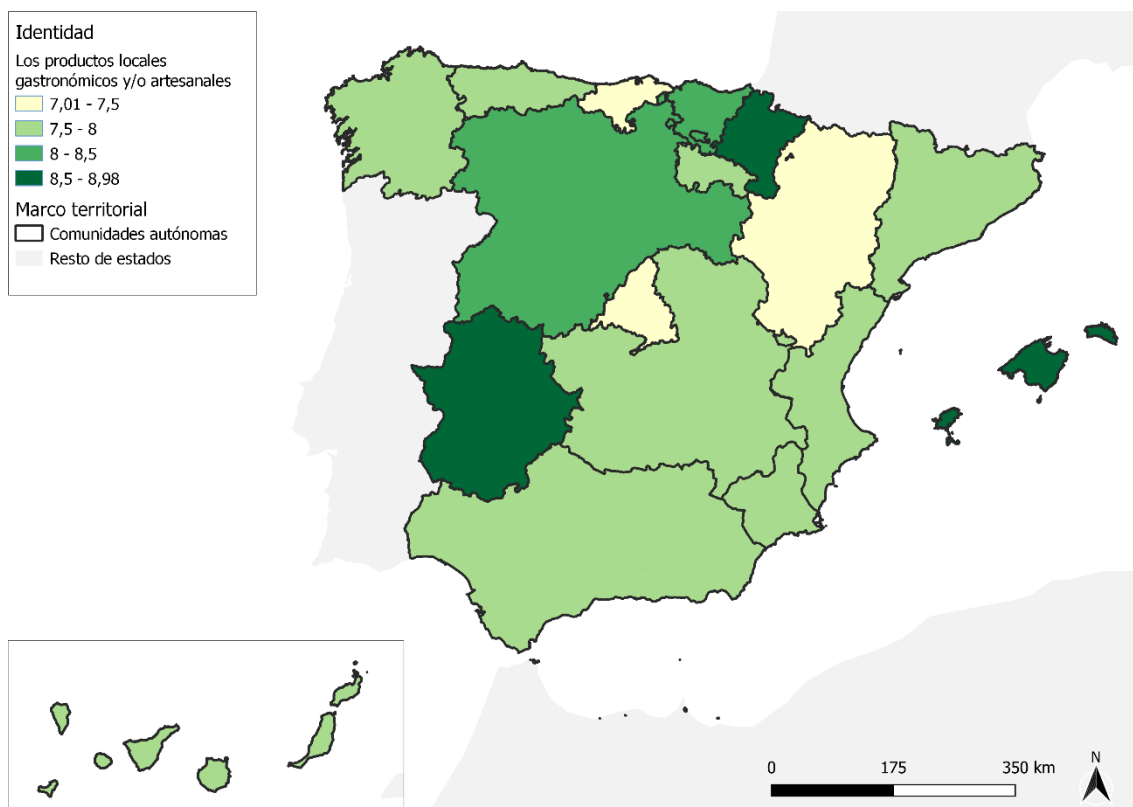 Identidad
Los productos locales
gastronómicos y/o artesanales
7,01 - 7,5
7,5 - 8
8 - 8,5
8,5 - 8,98
Marco territorial
Comunidades autónomas
Resto de estados
0 175 350 km
N